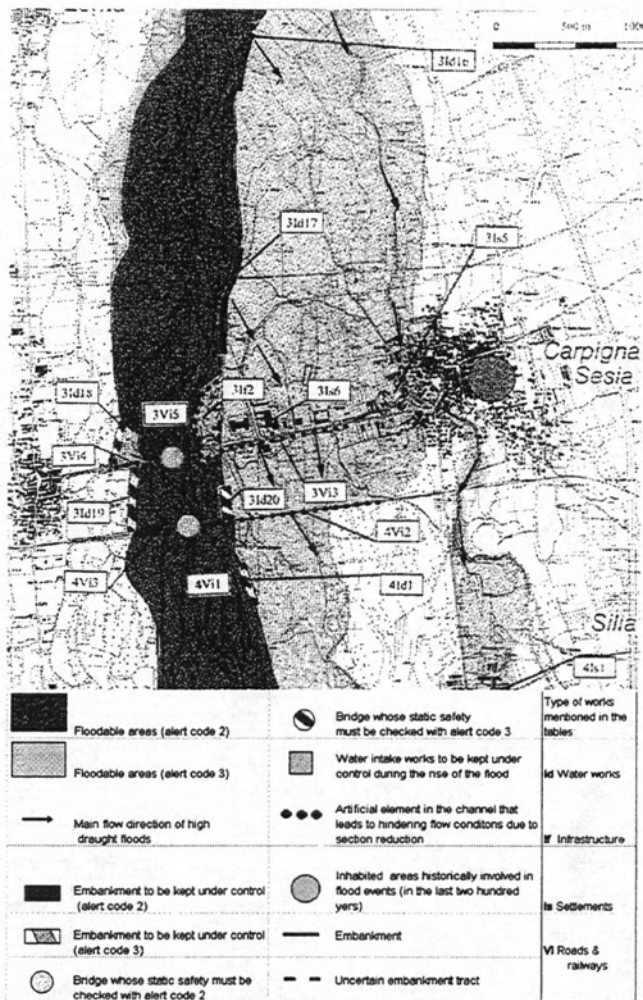 0 500 m
3Id16
3Id17
3Is5
Carpigna
Sesia
3Id18
3Vi5
3If2
3Is6
3Vi4
3Id19
3Id20
3Vi3
4Vi2
4Vi3
4Vi1
4Id1
Silia
4Is1
Floodable areas (alert code 2)
Floodable areas (alert code 3)
Main flow direction of high
draught floods
Embankment to be kept under control
(alert code 2)
Embankment to be kept under control
(alert code 3)
Bridge whose static safety must be
checked with alert code 2
Bridge whose static safety
must be checked with alert code 3
Water intake works to be kept under
control during the rise of the flood
Artificial element in the channel that
leads to hindering flow conditons due to
section reduction
Inhabited areas historically involved in
flood events (in the last two hundred
yers)
Embankment
Uncertain embankment tract
Type of works
mentioned in the
tables:
Id Water works
If Infrastructure
Is Settlements
VI Roads &
railways